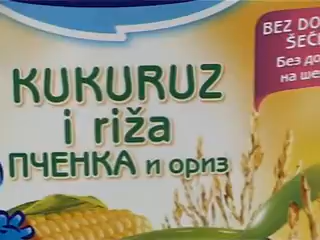 KUKURUZ
i riža
ПЧЕНКА и ориз
BEZ DO
ŠEĆ
Без до
на ше